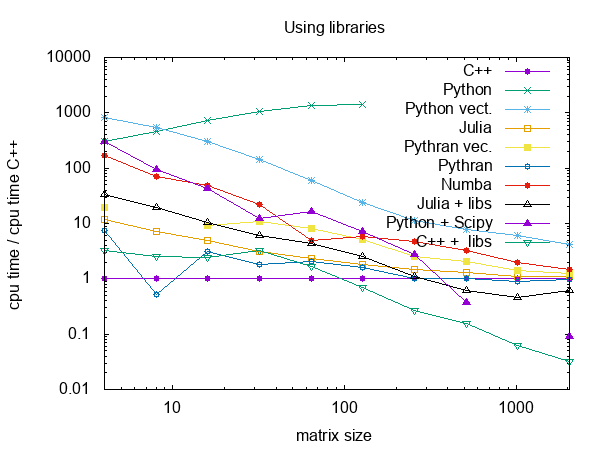 Using libraries
10000
1000
100
10
1
0.1
0.01
cpu time / cpu time C++
C++
Python
Python vect.
Julia
Pythran vec.
Pythran
Numba
Julia + libs
Python + Scipy
C++ + libs
10
100
1000
matrix size